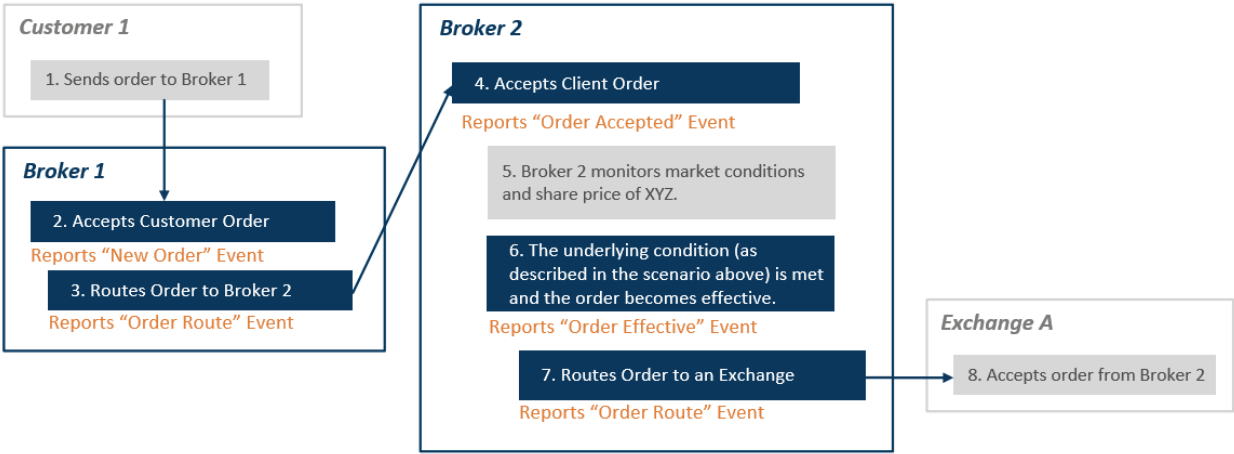 Customer 1
1. Sends order to Broker 1
Broker 1
2. Accepts Customer Order
Reports “New Order” Event
3. Routes Order to Broker 2
Reports “Order Route” Event
Broker 2
4. Accepts Client Order
Reports “Order Accepted” Event
5. Broker 2 monitors market conditions
and share price of XYZ.
6. The underlying condition (as
described in the scenario above) is met
and the order becomes effective.
Reports “Order Effective” Event
7. Routes Order to an Exchange
Reports “Order Route” Event
Exchange A
8. Accepts order from Broker 2